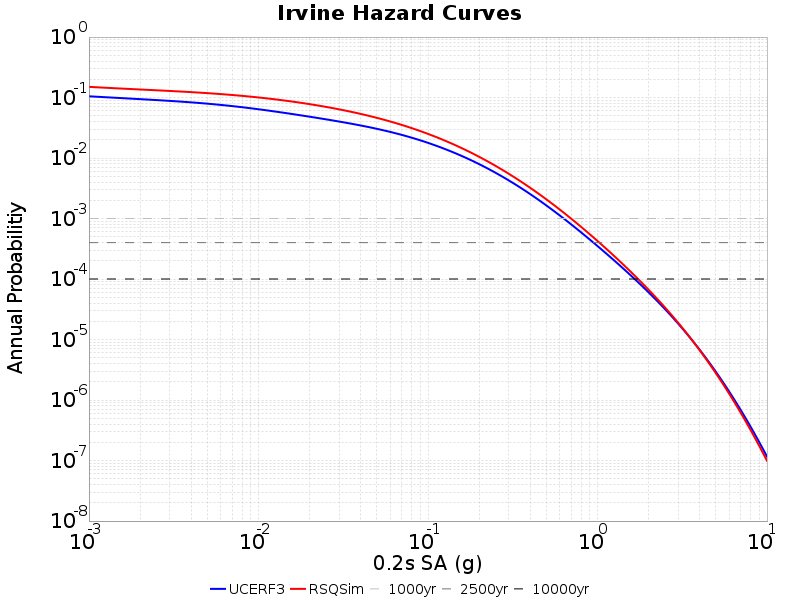 Irvine Hazard Curves
10^0
10^-1
10^-2
10^-3
10^-4
10^-5
10^-6
10^-7
10^-8
Annual Probabilitiy
10^-3 10^-2 10^-1 10^0 10^1
0.2s SA (g)
UCERF3 RSQSim 1000yr 2500yr 10000yr